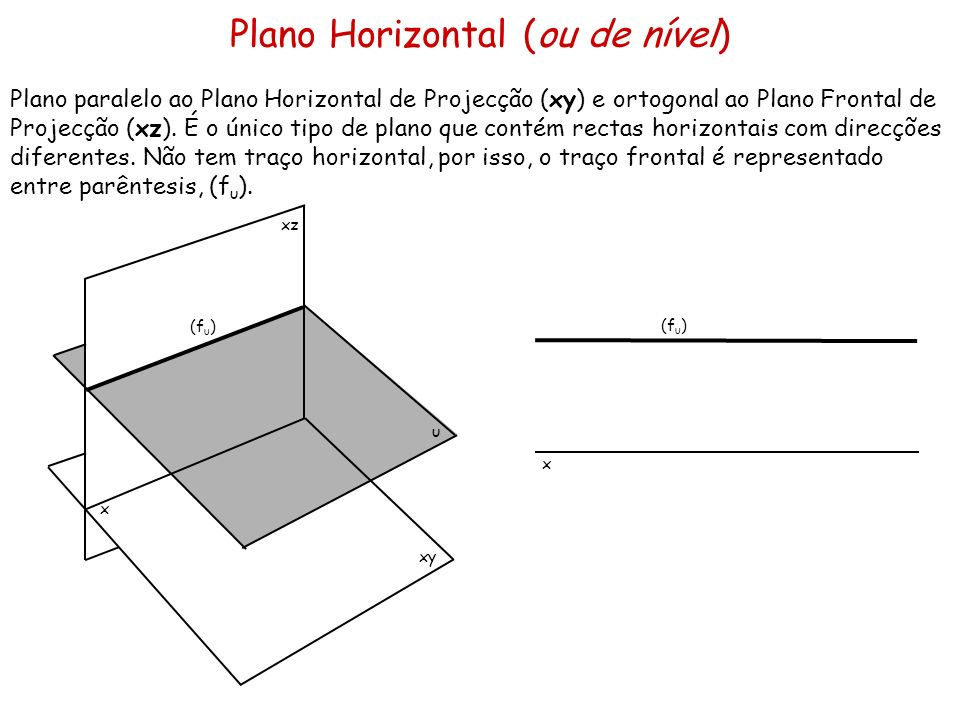 Plano Horizontal (ou de nível)
Plano paralelo ao Plano Horizontal de Projecção (xy) e ortogonal ao Plano Frontal de
Projecção (xz). É o único tipo de plano que contém rectas horizontais com direcções
diferentes. Não tem traço horizontal, por isso, o traço frontal é representado
entre parêntesis, (fυ).
xz
(fυ)
(fυ)
υ
x
x
xy